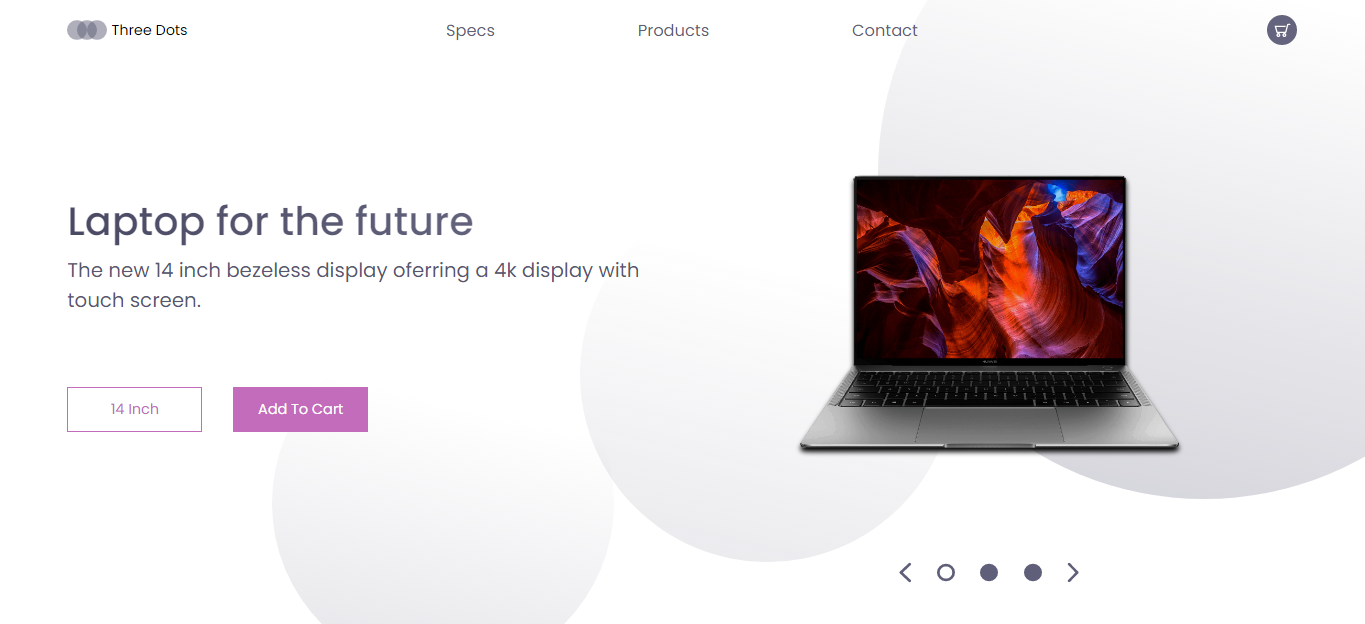 Three Dots
Specs
Products
Contact
Laptop for the future
The new 14 inch bezeless display oferring a 4k display with
touch screen.
14 Inch
Add To Cart